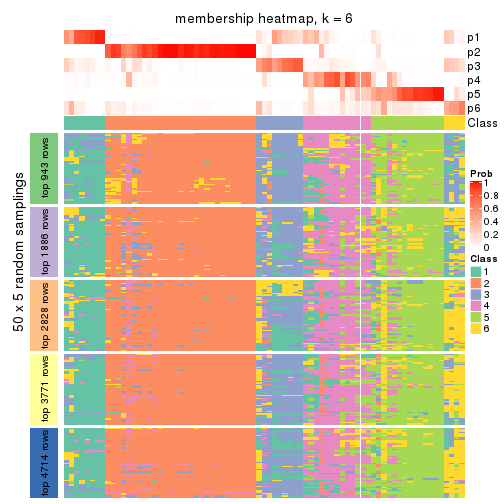 membership heatmap, k = 6
p1
p2
p3
p4
p5
p6
Class
50 x 5 random samplings
top 943 rows
top 1886 rows
top 2828 rows
top 3771 rows
top 4714 rows
Prob
1
0.8
0.6
0.4
0.2
0
Class
1
2
3
4
5
6